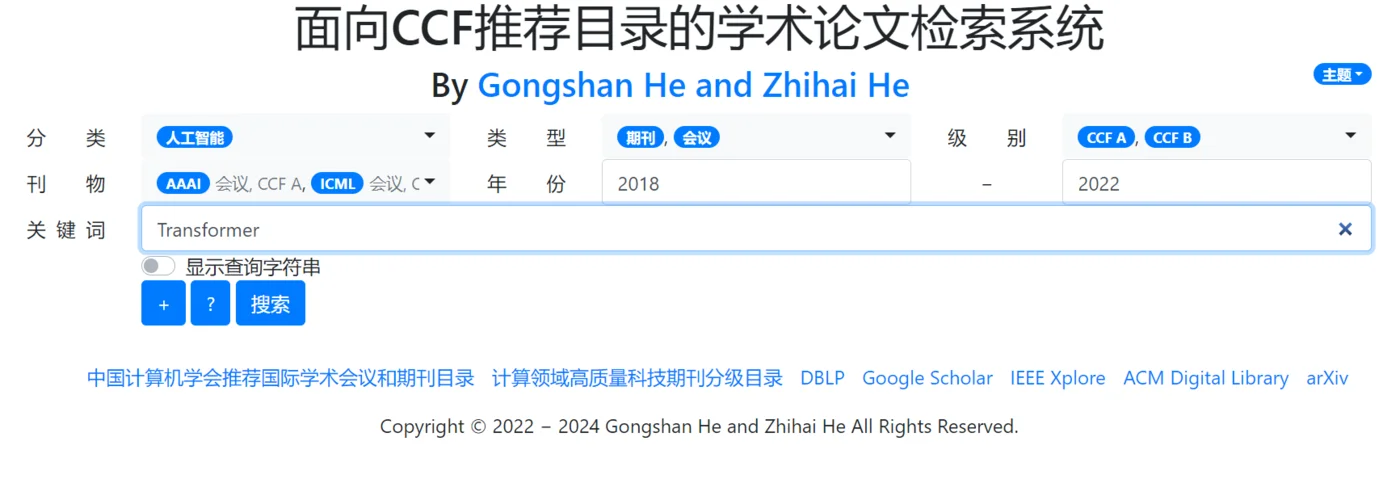 面向CCF推荐目录的学术论文检索系统
By Gongshan He and Zhihai He
主题
分 类 人工智能 类 型 期刊, 会议 级 别 CCF A, CCF B
刊 物 AAAI 会议, CCF A, ICML 会议, C 年 份 2018 – 2022
关 键 词 Transformer
显示查询字符串
+ ? 搜索
中国计算机学会推荐国际学术会议和期刊目录 计算领域高质量科技期刊分级目录 DBLP Google Scholar IEEE Xplore ACM Digital Library arXiv
Copyright © 2022 – 2024 Gongshan He and Zhihai He All Rights Reserved.